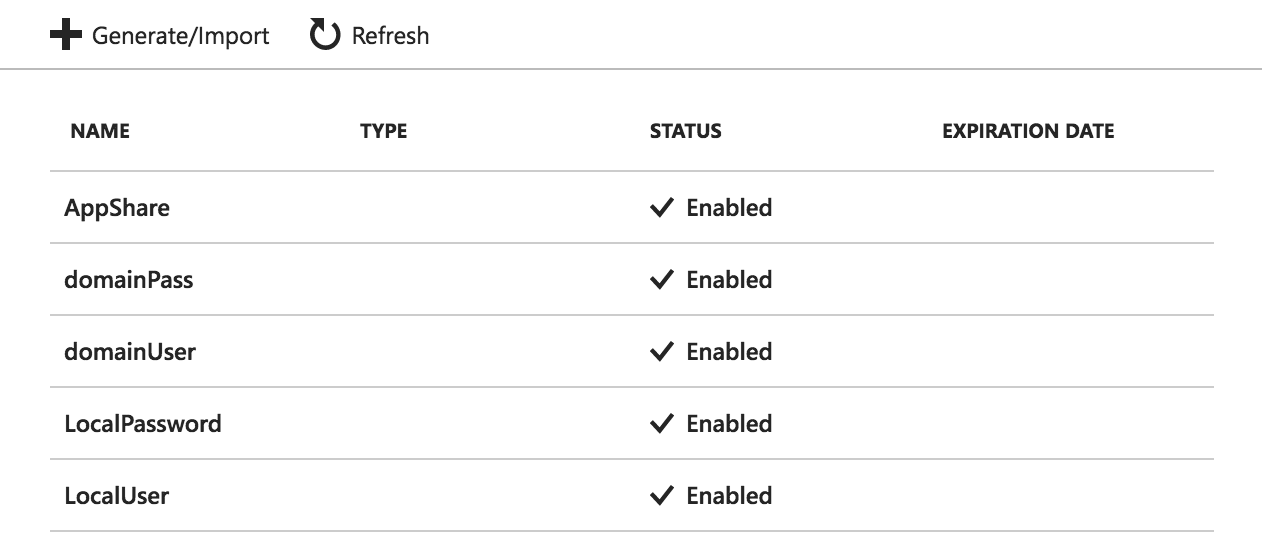 Generate/Import Refresh
NAME TYPE STATUS EXPIRATION DATE
AppShare Enabled
domainPass Enabled
domainUser Enabled
LocalPassword Enabled
LocalUser Enabled